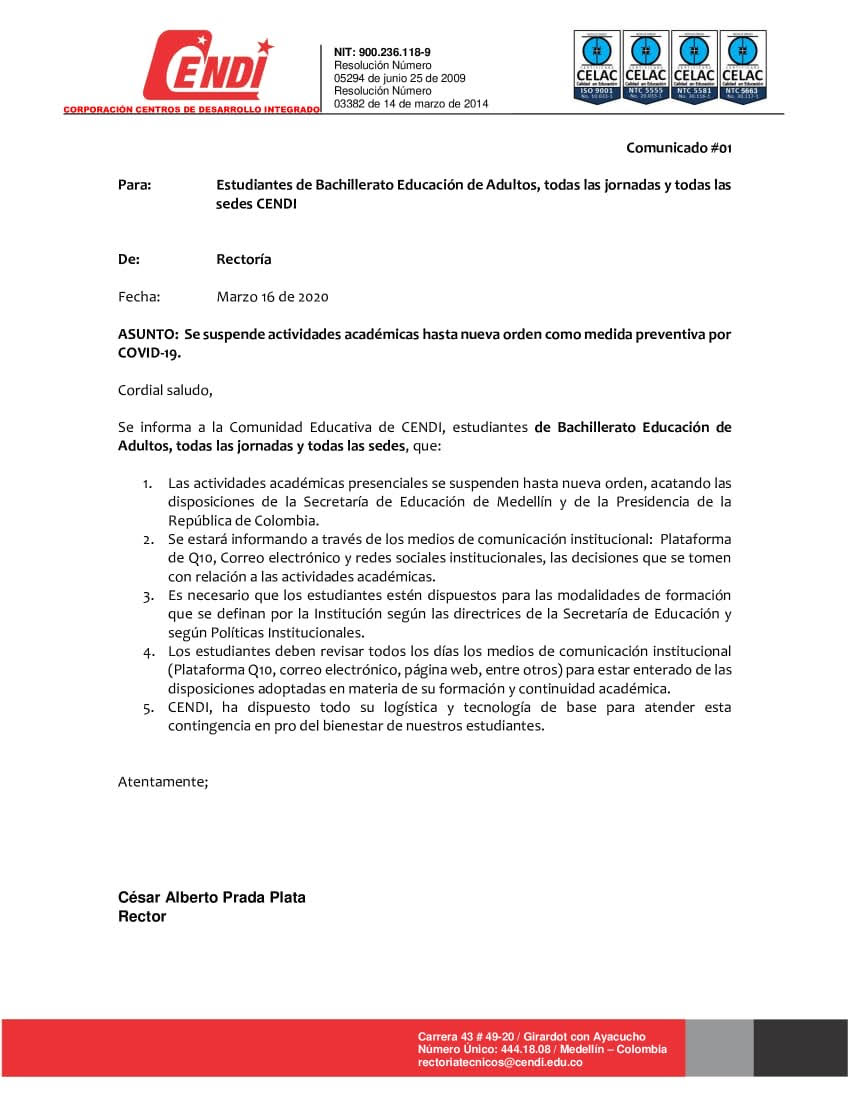 CENDI
CORPORACIÓN CENTROS DE DESARROLLO INTEGRADO
NIT: 900.236.118-9
Resolución Número
05294 de junio 25 de 2009
Resolución Número
03382 de 14 de marzo de 2014
CELAC CELAC CELAC CELAC
Calidad en Educación Calidad en Educación Calidad en Educación Calidad en Educación
ISO 9001 NTC 5555 NTC 5581 NTC 5663
Comunicado #01
Para: Estudiantes de Bachillerato Educación de Adultos, todas las jornadas y todas las
sedes CENDI
De: Rectoría
Fecha: Marzo 16 de 2020
ASUNTO: Se suspende actividades académicas hasta nueva orden como medida preventiva por
COVID-19.
Cordial saludo,
Se informa a la Comunidad Educativa de CENDI, estudiantes de Bachillerato Educación de
Adultos, todas las jornadas y todas las sedes, que:
1. Las actividades académicas presenciales se suspenden hasta nueva orden, acatando las
disposiciones de la Secretaría de Educación de Medellín y de la Presidencia de la
República de Colombia.
2. Se estará informando a través de los medios de comunicación institucional: Plataforma
de Q10, Correo electrónico y redes sociales institucionales, las decisiones que se tomen
con relación a las actividades académicas.
3. Es necesario que los estudiantes estén dispuestos para las modalidades de formación
que se definan por la Institución según las directrices de la Secretaría de Educación y
según Políticas Institucionales.
4. Los estudiantes deben revisar todos los días los medios de comunicación institucional
(Plataforma Q10, correo electrónico, página web, entre otros) para estar enterado de las
disposiciones adoptadas en materia de su formación y continuidad académica.
5. CENDI, ha dispuesto todo su logística y tecnología de base para atender esta
contingencia en pro del bienestar de nuestros estudiantes.
Atentamente;
César Alberto Prada Plata
Rector
Carrera 43 # 49-20 / Girardot con Ayacucho
Número Único: 444.18.08 / Medellín – Colombia
rectoriatecnicos@cendi.edu.co